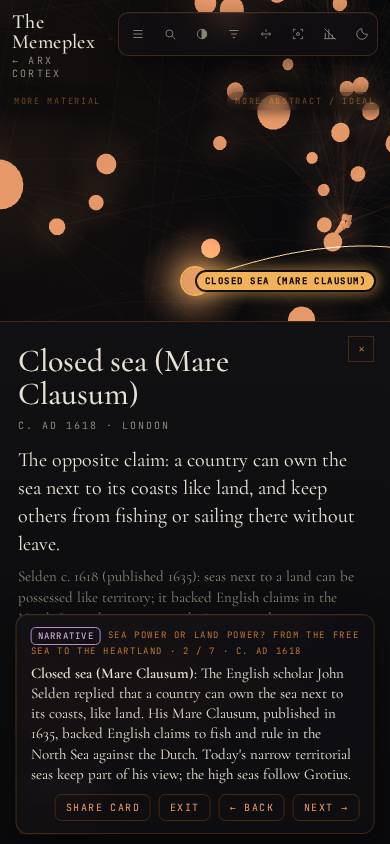 The
Memeplex
← ARX
CORTEX
MORE MATERIAL
MORE ABSTRACT / IDEAL
CLOSED SEA (MARE CLAUSUM)
Closed sea (Mare
Clausum)
×
C. AD 1618 · LONDON
The opposite claim: a country can own the
sea next to its coasts like land, and keep
others from fishing or sailing there without
leave.
Selden c. 1618 (published 1635): seas next to a land can be
possessed like territory; it backed English claims in the
NARRATIVE SEA POWER OR LAND POWER? FROM THE FREE
SEA TO THE HEARTLAND · 2 / 7 · C. AD 1618
Closed sea (Mare Clausum): The English scholar John
Selden replied that a country can own the sea next to
its coasts, like land. His Mare Clausum, published in
1635, backed English claims to fish and rule in the
North Sea against the Dutch. Today's narrow territorial
seas keep part of his view; the high seas follow Grotius.
SHARE CARD EXIT ← BACK NEXT →